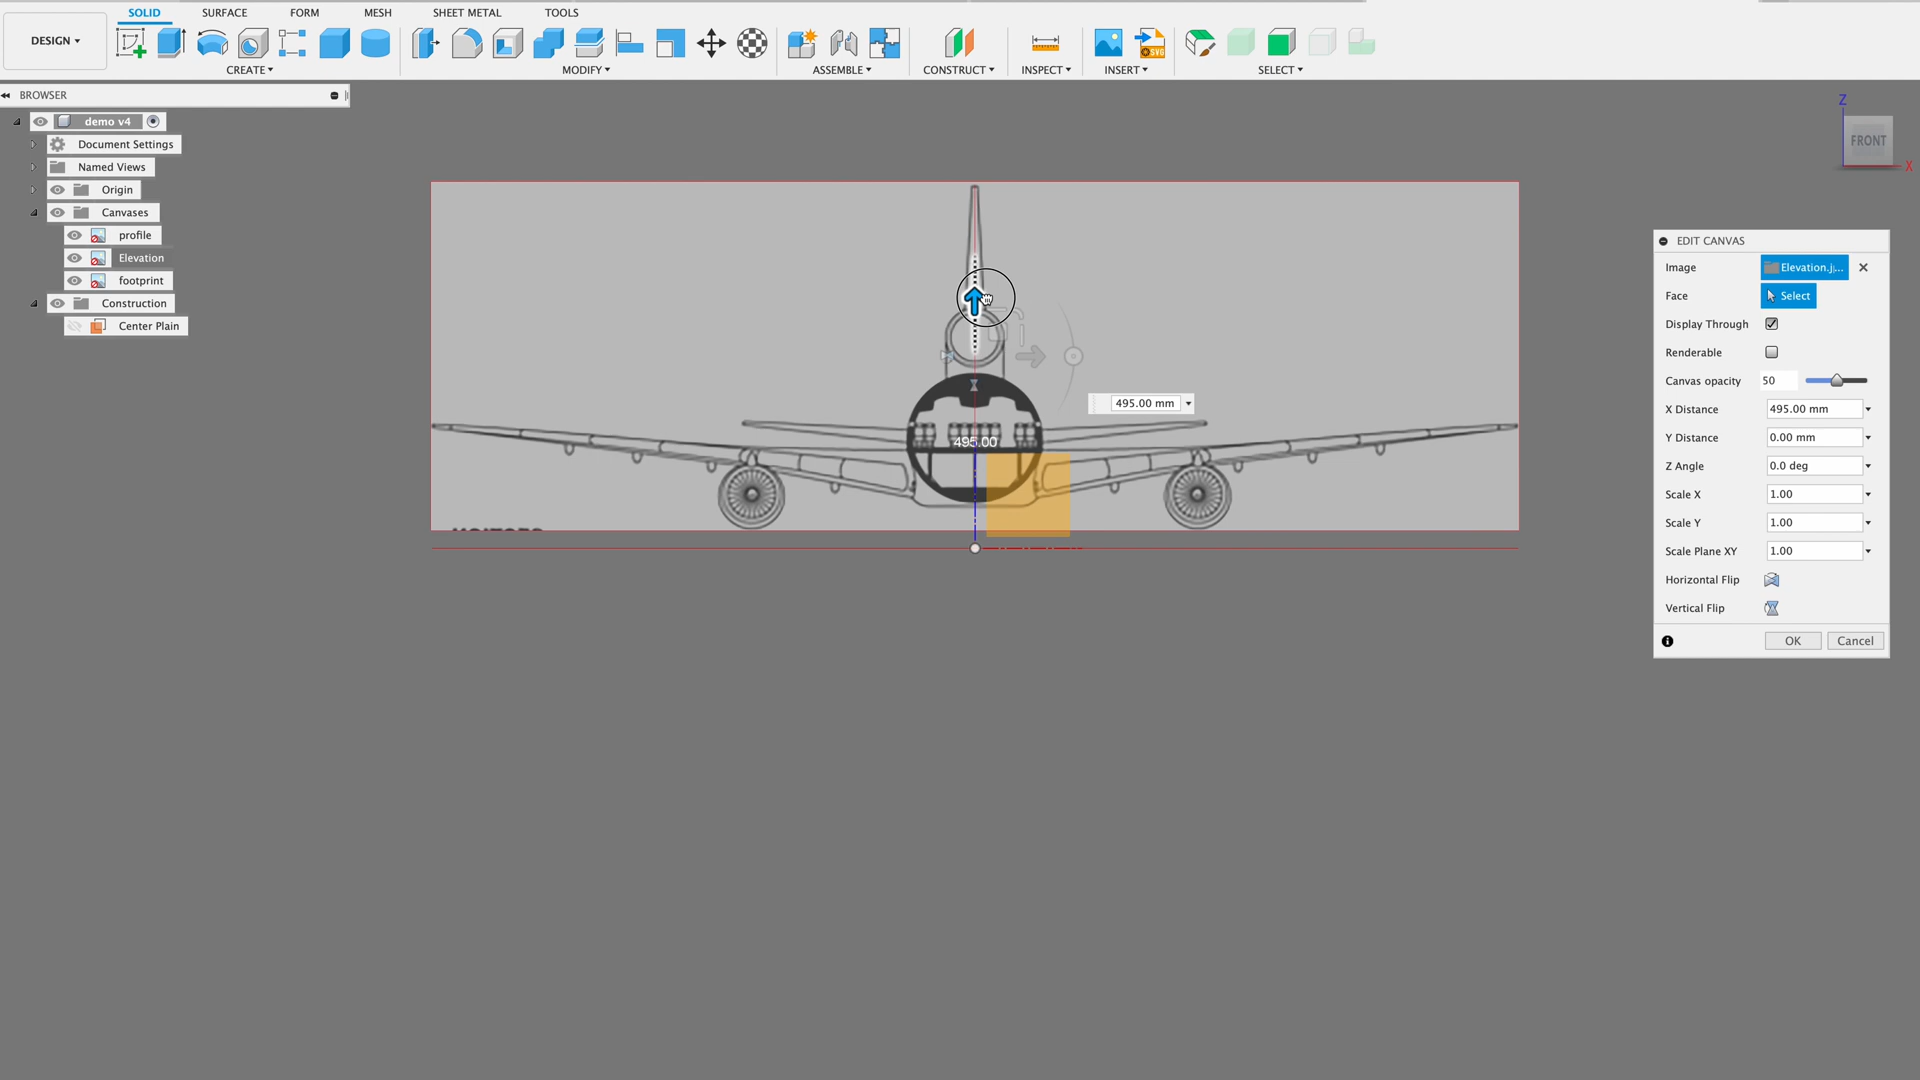 SOLID SURFACE FORM MESH SHEET METAL TOOLS
DESIGN
CREATE MODIFY ASSEMBLE CONSTRUCT INSPECT INSERT SELECT
SVG
BROWSER
demo v4
Document Settings
Named Views
Origin
Canvases
profile
Elevation
footprint
Construction
Center Plain
Z
FRONT
X
495.00 mm
495.00
EDIT CANVAS
Image Elevation.j...
Face Select
Display Through
Renderable
Canvas opacity 50
X Distance 495.00 mm
Y Distance 0.00 mm
Z Angle 0.0 deg
Scale X 1.00
Scale Y 1.00
Scale Plane XY 1.00
Horizontal Flip
Vertical Flip
OK Cancel